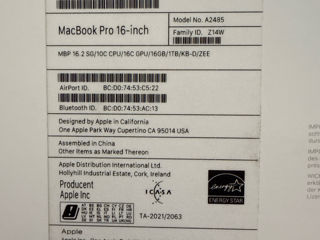 MacBook Pro 16-inch
Model No. A2485
Family ID. Z14W
MBP 16.2 SG/10C CPU/16C GPU/16GB/1TB/KB-D/ZEE
AirPort ID: BC:D0:74:53:C5:22
Bluetooth ID: BC:D0:74:53:AC:13
Designed by Apple in California
One Apple Park Way Cupertino CA 95014 USA
Assembled in China
Other Items as Marked Thereon
Apple Distribution International Ltd.
Hollyhill Industrial Estate, Cork, Ireland
Producent
Apple Inc
ICASA
TA-2021/2063
ENERGY STAR
Apple